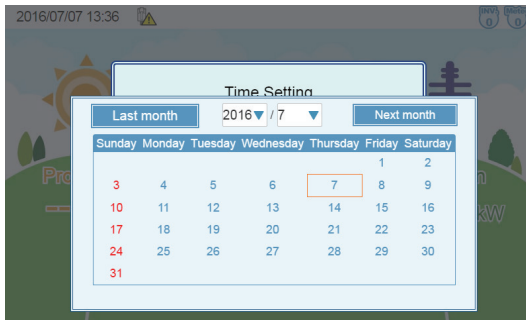 2016/07/07 13:36
INV
0
Meter
0
Time Setting
Last month
2016 / 7
Next month
Sunday Monday Tuesday Wednesday Thursday Friday Saturday
1 2
3 4 5 6 7 8 9
10 11 12 13 14 15 16
17 18 19 20 21 22 23
24 25 26 27 28 29 30
31
kW